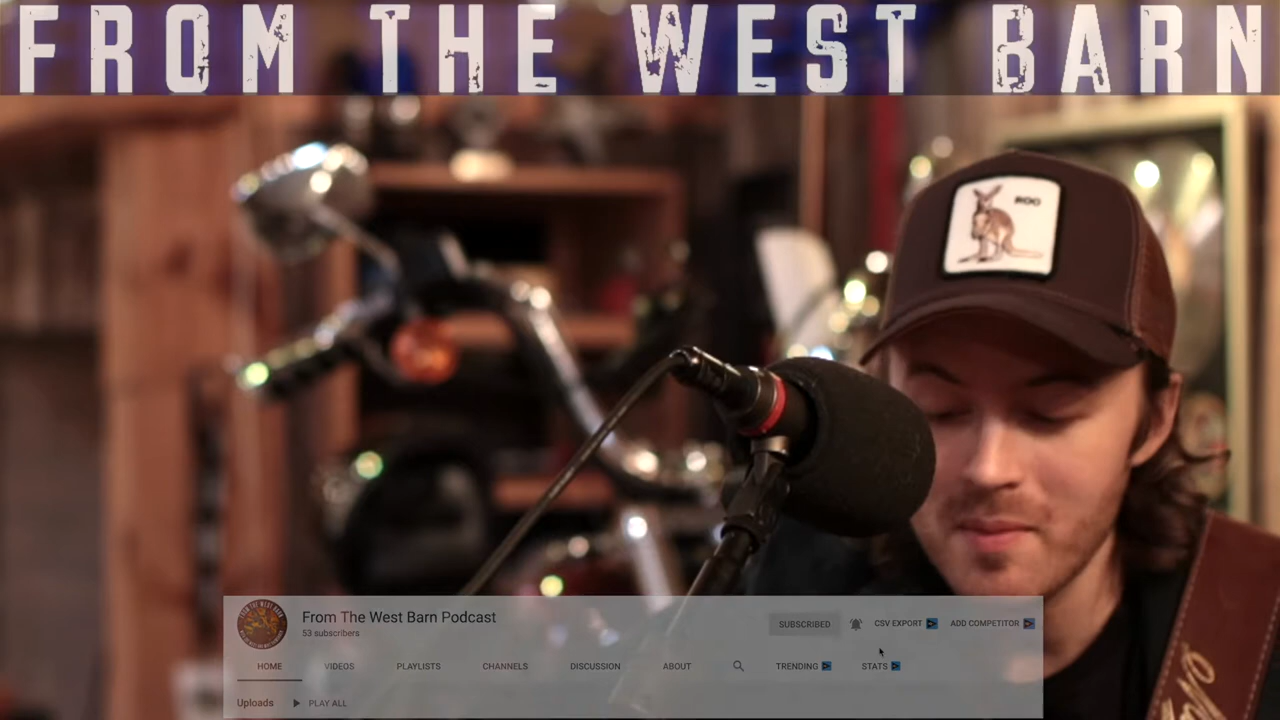 FROM THE WEST BARN
ROO
From The West Barn Podcast
53 subscribers
SUBSCRIBED CSV EXPORT ADD COMPETITOR
HOME VIDEOS PLAYLISTS CHANNELS DISCUSSION ABOUT TRENDING STATS
Uploads PLAY ALL